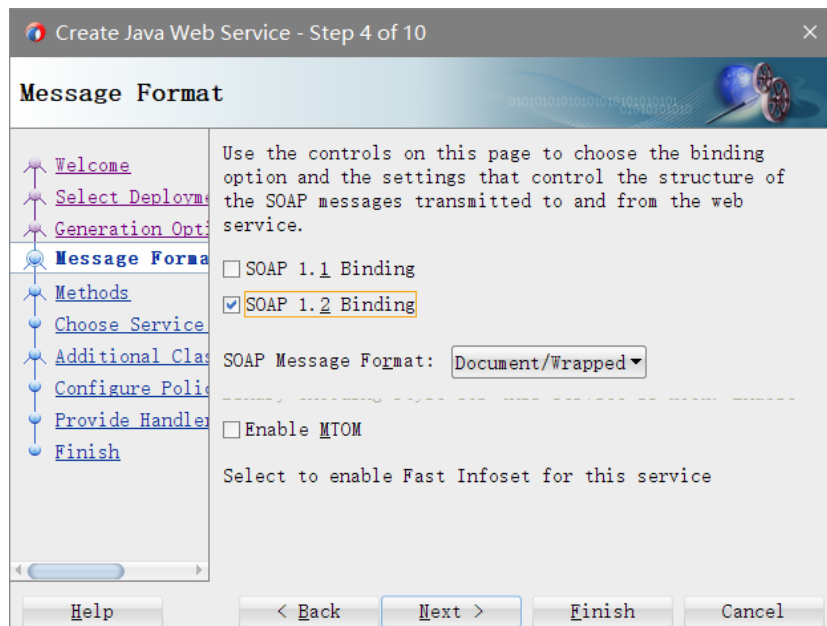 Create Java Web Service - Step 4 of 10
Message Format
Welcome
Select Deployme
Generation Opti
Message Forma
Methods
Choose Service
Additional Clas
Configure Polic
Provide Handler
Finish
Use the controls on this page to choose the binding
option and the settings that control the structure of
the SOAP messages transmitted to and from the web
service.
SOAP 1.1 Binding
SOAP 1.2 Binding
SOAP Message Format: Document/Wrapped
Enable MTOM
Select to enable Fast Infoset for this service
Help
< Back
Next >
Finish
Cancel